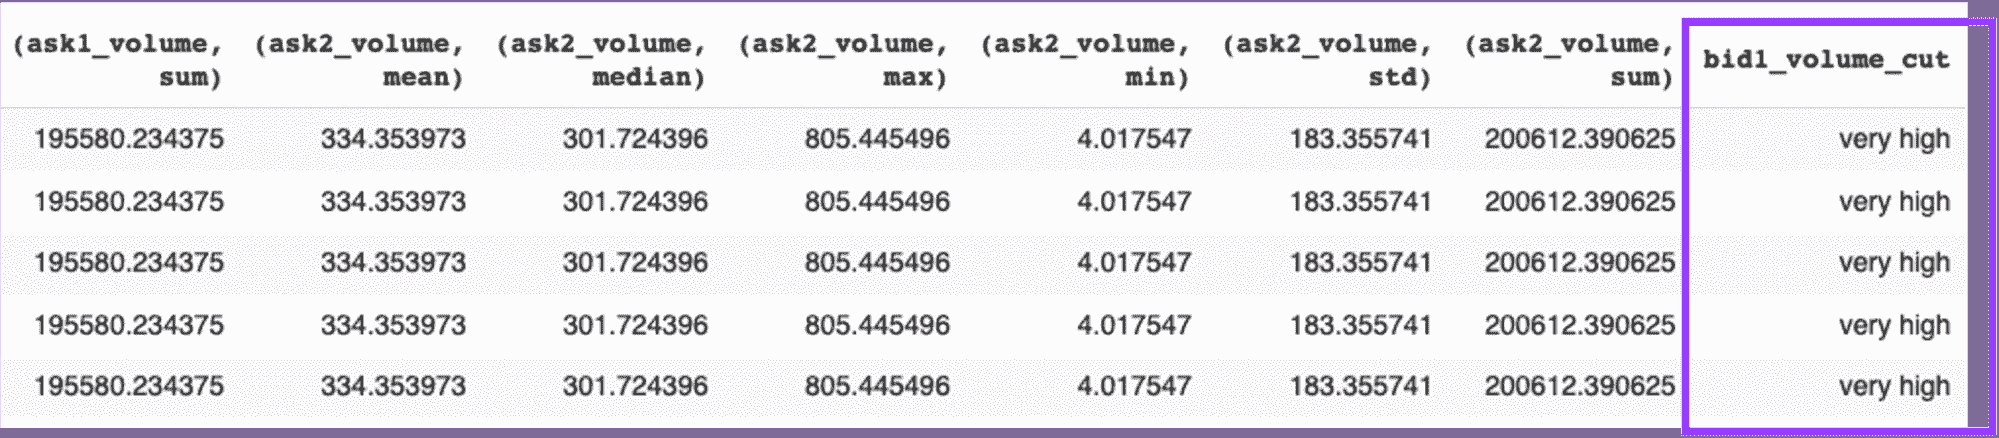 (ask1_volume, (ask2_volume, (ask2_volume, (ask2_volume, (ask2_volume, (ask2_volume, (ask2_volume, bid1_volume_cut
sum) mean) median) max) min) std) sum)
195580.234375 334.353973 301.724396 805.445496 4.017547 183.355741 200612.390625 very high
195580.234375 334.353973 301.724396 805.445496 4.017547 183.355741 200612.390625 very high
195580.234375 334.353973 301.724396 805.445496 4.017547 183.355741 200612.390625 very high
195580.234375 334.353973 301.724396 805.445496 4.017547 183.355741 200612.390625 very high
195580.234375 334.353973 301.724396 805.445496 4.017547 183.355741 200612.390625 very high